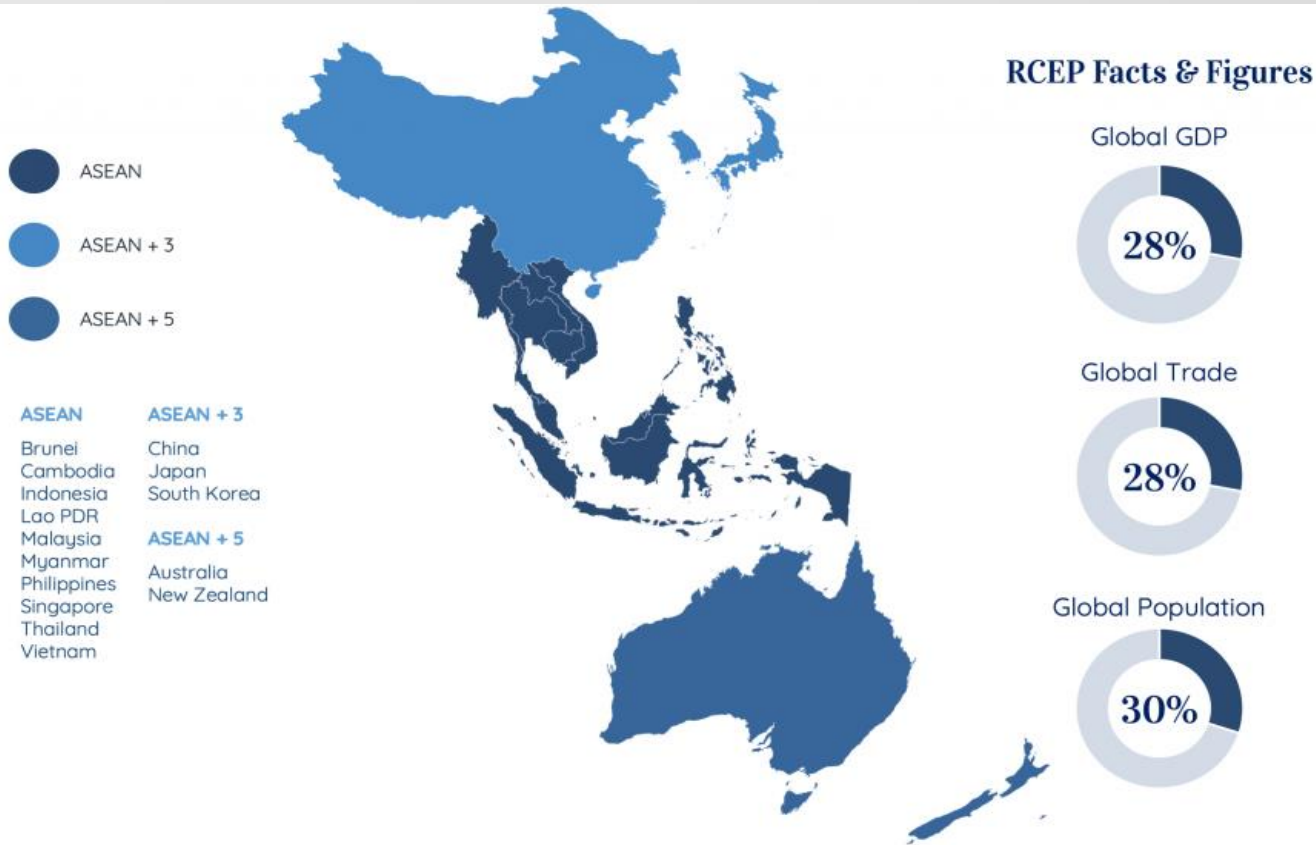 RCEP Facts & Figures
ASEAN
ASEAN + 3
ASEAN + 5
ASEAN
Brunei
Cambodia
Indonesia
Lao PDR
Malaysia
Myanmar
Philippines
Singapore
Thailand
Vietnam
ASEAN + 3
China
Japan
South Korea
ASEAN + 5
Australia
New Zealand
Global GDP
28%
Global Trade
28%
Global Population
30%